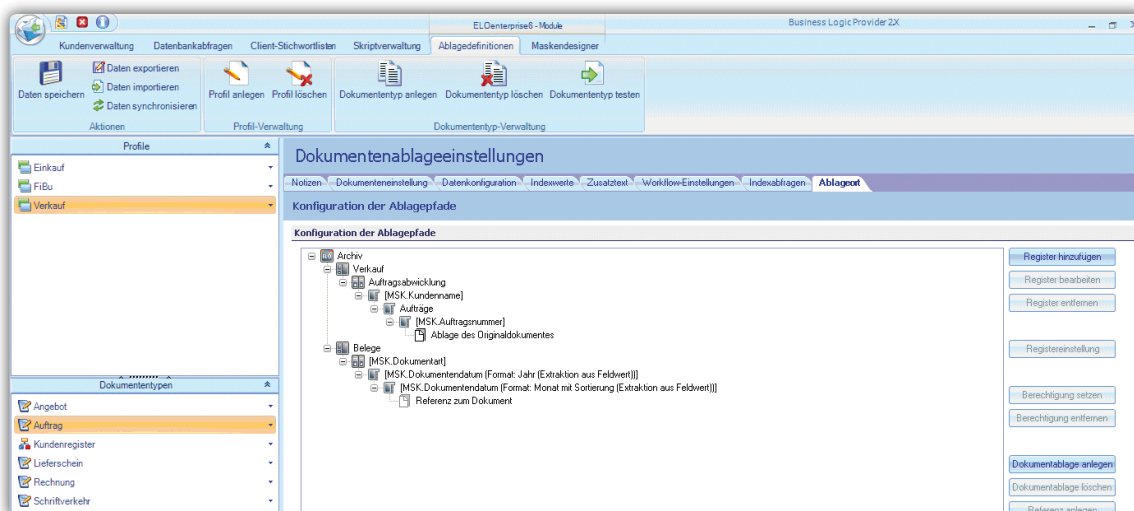 ELOenterprise6 - Module
Business Logic Provider 2.X
Kundenverwaltung Datenbankabfragen Client-Stichwortlisten Skriptverwaltung Ablagedefinitionen Maskendesigner
Daten speichern
Daten exportieren
Daten importieren
Daten synchronisieren
Profil anlegen Profil löschen
Dokumententyp anlegen Dokumententyp löschen Dokumententyp testen
Aktionen Profil-Verwaltung Dokumententyp-Verwaltung
Profile
Einkauf
FiBu
Verkauf
Dokumententypen
Angebot
Auftrag
Kundenregister
Lieferschein
Rechnung
Schriftverkehr
Dokumentenablageeinstellungen
Notizen Dokumenteneinstellung Datenkonfiguration Indexwerte Zusatztext Workflow-Einstellungen Indexabfragen Ablageort
Konfiguration der Ablagepfade
Konfiguration der Ablagepfade
Archiv
Verkauf
Auftragsabwicklung
[MSK.Kundenname]
Aufträge
[MSK.Auftragsnummer]
Ablage des Originaldokumentes
Belege
[MSK.Dokumentart]
[MSK.Dokumentendatum (Format: Jahr (Extraktion aus Feldwert))]
[MSK.Dokumentendatum (Format: Monat mit Sortierung (Extraktion aus Feldwert))]
Referenz zum Dokument
Register hinzufügen
Register bearbeiten
Register entfernen
Registereinstellung
Berechtigung setzen
Berechtigung entfernen
Dokumentablage anlegen
Dokumentablage löschen
Referenz anlegen